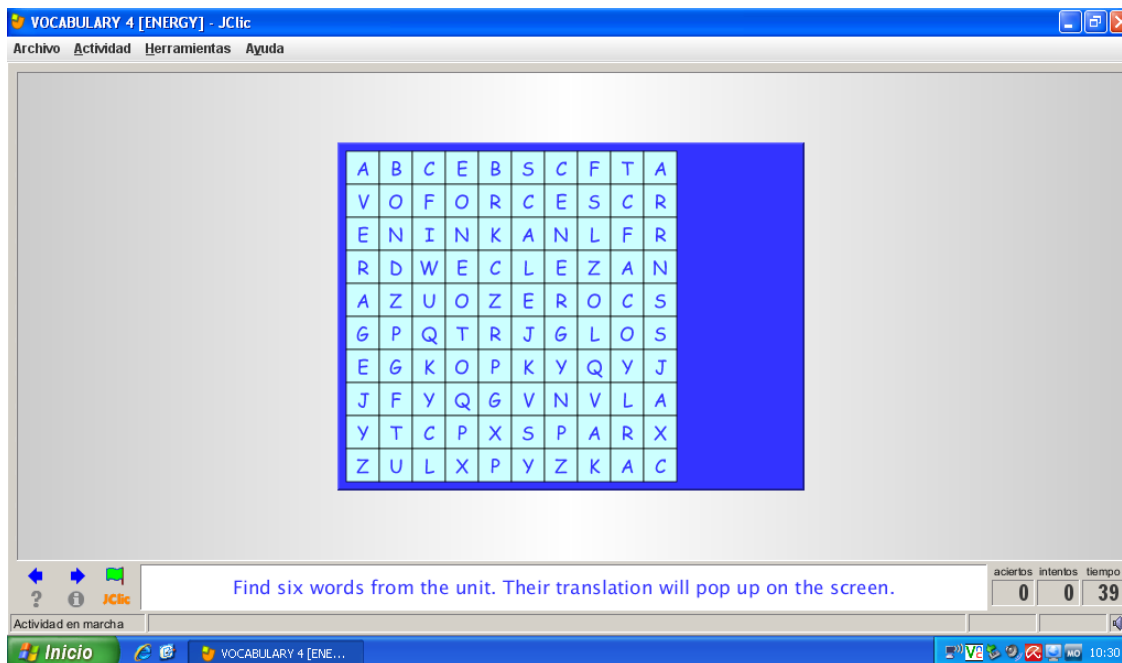 VOCABULARY 4 [ENERGY] - JClic
Archivo Actividad Herramientas Ayuda
A B C E B S C F T A
V O F O R C E S C R
E N I N K A N L F R
R D W E C L E Z A N
A Z U O Z E R O C S
G P Q T R J G L O S
E G K O P K Y Q Y J
J F Y Q G V N V L A
Y T C P X S P A R X
Z U L X P Y Z K A C
Find six words from the unit. Their translation will pop up on the screen.
aciertos intentos tiempo
0 0 39
? i JClic
Actividad en marcha
Inicio VOCABULARY 4 [ENE... V2 MO 10:30